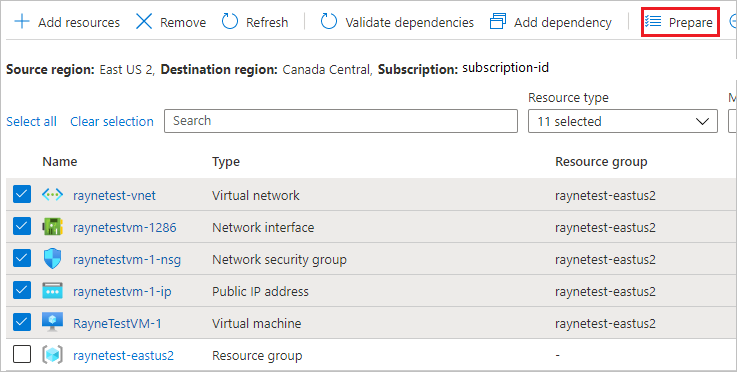 Add resources Remove Refresh Validate dependencies Add dependency Prepare
Source region: East US 2, Destination region: Canada Central, Subscription: subscription-id
Resource type M
Select all Clear selection Search 11 selected
Name Type Resource group
raynetest-vnet Virtual network raynetest-eastus2
raynetestvm-1286 Network interface raynetest-eastus2
raynetestvm-1-nsg Network security group raynetest-eastus2
raynetestvm-1-ip Public IP address raynetest-eastus2
RayneTestVM-1 Virtual machine raynetest-eastus2
raynetest-eastus2 Resource group -